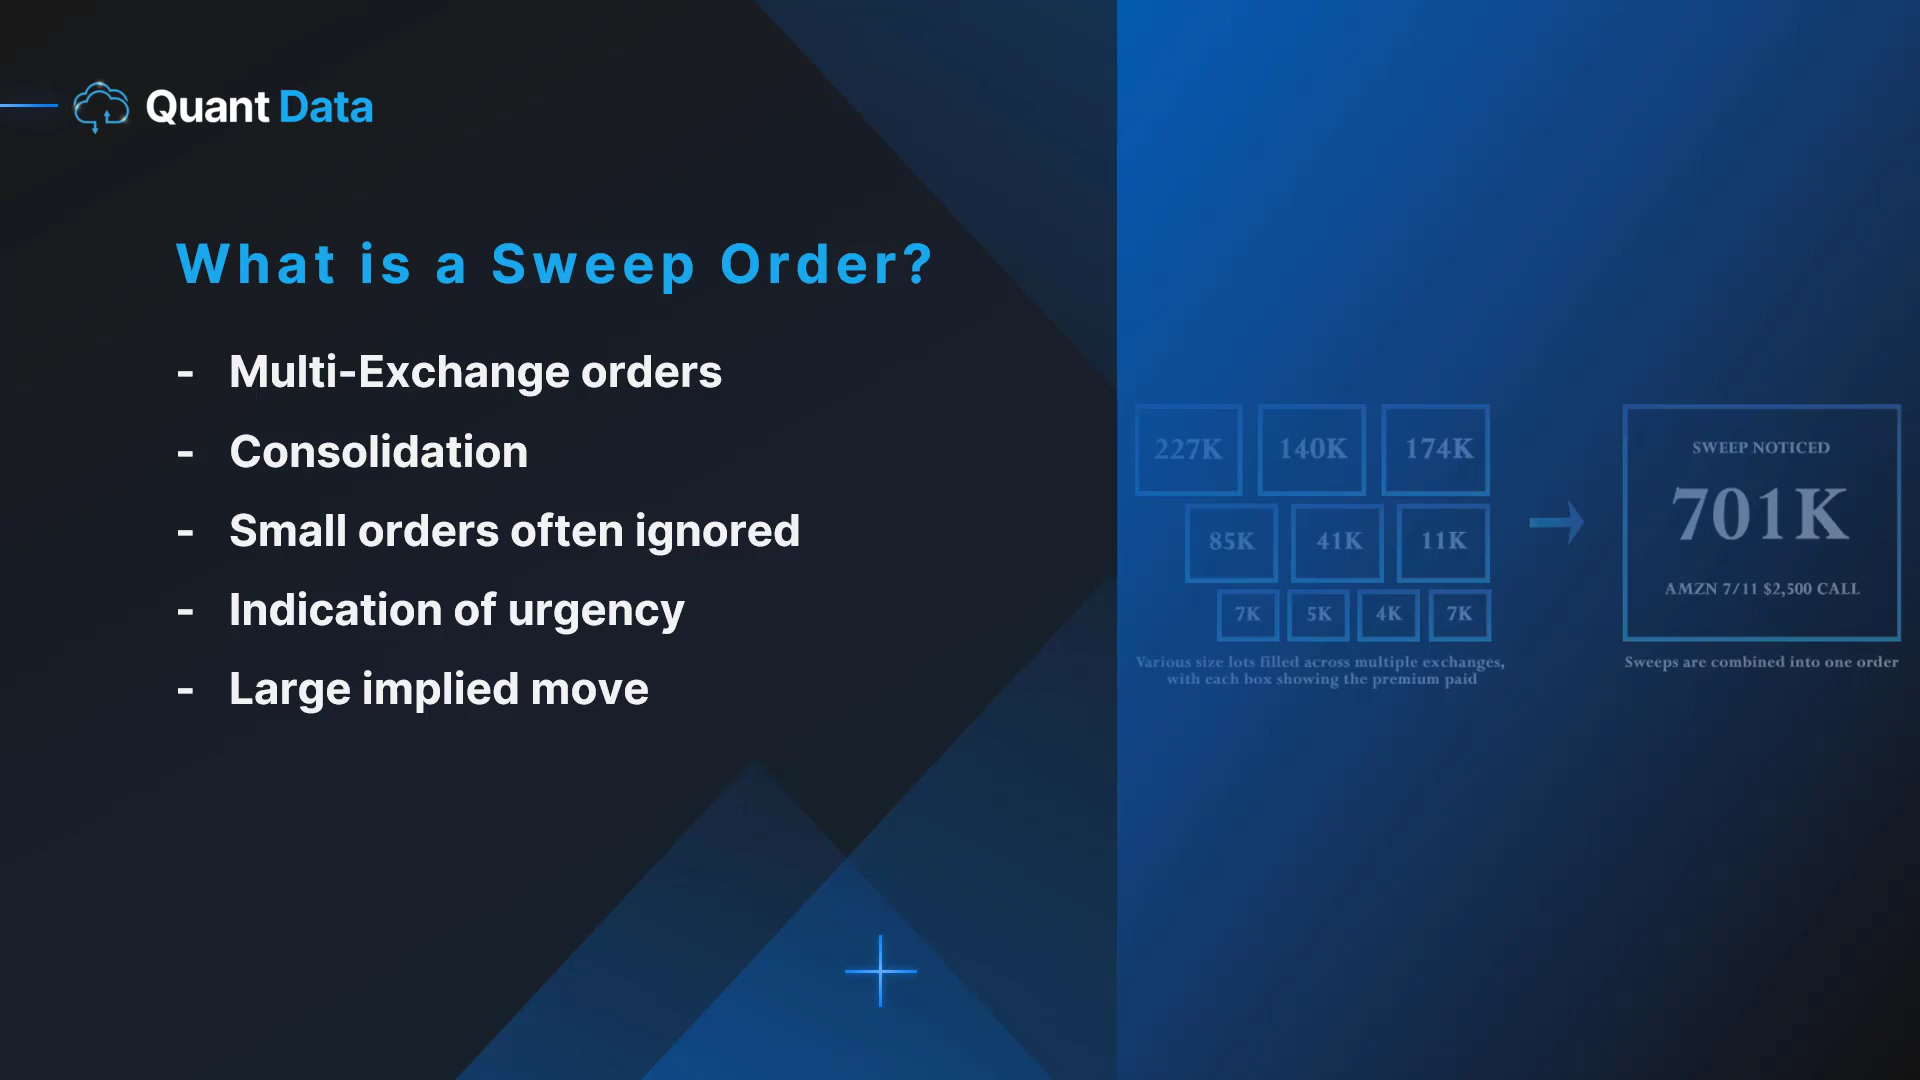 Quant Data
What is a Sweep Order?
- Multi-Exchange orders
- Consolidation
- Small orders often ignored
- Indication of urgency
- Large implied move
227K 140K 174K
85K 41K 11K
7K 5K 4K 7K
Various size lots filled across multiple exchanges,
with each box showing the premium paid
SWEEP NOTICED
701K
AMZN 7/11 $2,500 CALL
Sweeps are combined into one order